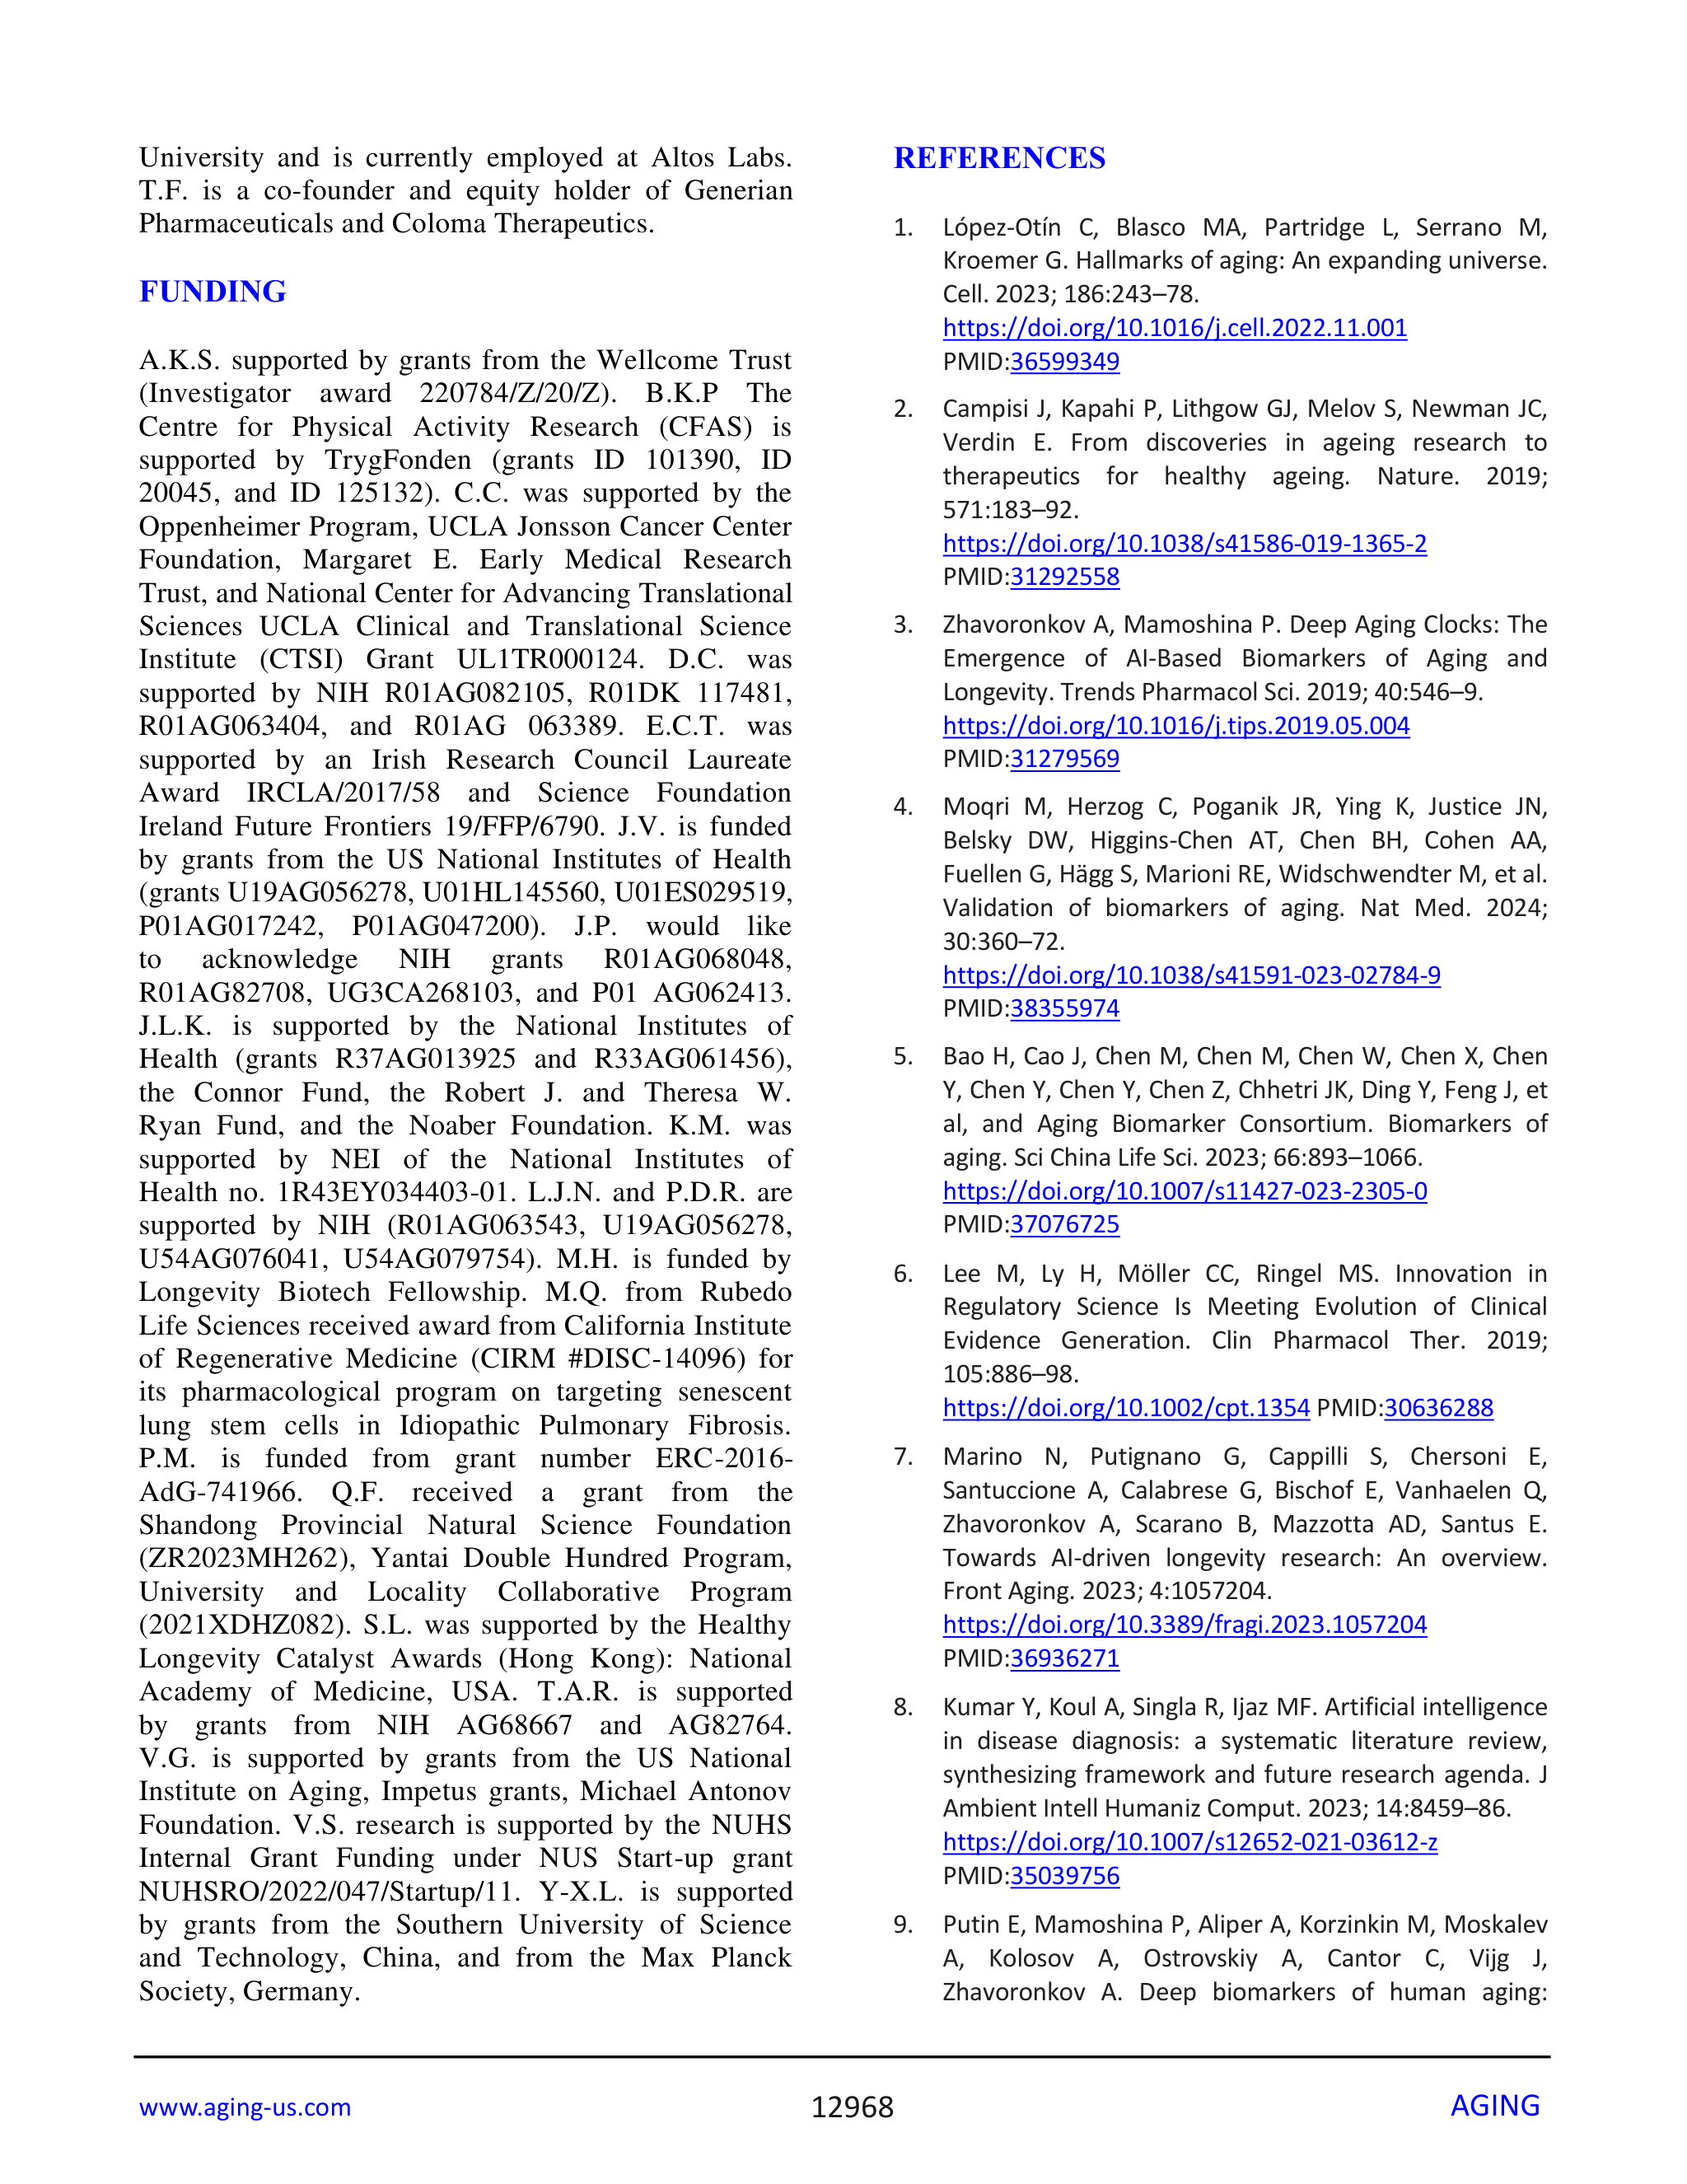 University and is currently employed at Altos Labs.
T.F. is a co-founder and equity holder of Generian
Pharmaceuticals and Coloma Therapeutics.
FUNDING
A.K.S. supported by grants from the Wellcome Trust
(Investigator award 220784/Z/20/Z). B.K.P The
Centre for Physical Activity Research (CFAS) is
supported by TrygFonden (grants ID 101390, ID
20045, and ID 125132). C.C. was supported by the
Oppenheimer Program, UCLA Jonsson Cancer Center
Foundation, Margaret E. Early Medical Research
Trust, and National Center for Advancing Translational
Sciences UCLA Clinical and Translational Science
Institute (CTSI) Grant UL1TR000124. D.C. was
supported by NIH R01AG082105, R01DK 117481,
R01AG063404, and R01AG 063389. E.C.T. was
supported by an Irish Research Council Laureate
Award IRCLA/2017/58 and Science Foundation
Ireland Future Frontiers 19/FFP/6790. J.V. is funded
by grants from the US National Institutes of Health
(grants U19AG056278, U01HL145560, U01ES029519,
P01AG017242, P01AG047200). J.P. would like
to acknowledge NIH grants R01AG068048,
R01AG82708, UG3CA268103, and P01 AG062413.
J.L.K. is supported by the National Institutes of
Health (grants R37AG013925 and R33AG061456),
the Connor Fund, the Robert J. and Theresa W.
Ryan Fund, and the Noaber Foundation. K.M. was
supported by NEI of the National Institutes of
Health no. 1R43EY034403-01. L.J.N. and P.D.R. are
supported by NIH (R01AG063543, U19AG056278,
U54AG076041, U54AG079754). M.H. is funded by
Longevity Biotech Fellowship. M.Q. from Rubedo
Life Sciences received award from California Institute
of Regenerative Medicine (CIRM #DISC-14096) for
its pharmacological program on targeting senescent
lung stem cells in Idiopathic Pulmonary Fibrosis.
P.M. is funded from grant number ERC-2016-
AdG-741966. Q.F. received a grant from the
Shandong Provincial Natural Science Foundation
(ZR2023MH262), Yantai Double Hundred Program,
University and Locality Collaborative Program
(2021XDHZ082). S.L. was supported by the Healthy
Longevity Catalyst Awards (Hong Kong): National
Academy of Medicine, USA. T.A.R. is supported
by grants from NIH AG68667 and AG82764.
V.G. is supported by grants from the US National
Institute on Aging, Impetus grants, Michael Antonov
Foundation. V.S. research is supported by the NUHS
Internal Grant Funding under NUS Start-up grant
NUHSRO/2022/047/Startup/11. Y-X.L. is supported
by grants from the Southern University of Science
and Technology, China, and from the Max Planck
Society, Germany.
REFERENCES
1. López-Otín C, Blasco MA, Partridge L, Serrano M,
Kroemer G. Hallmarks of aging: An expanding universe.
Cell. 2023; 186:243–78.
https://doi.org/10.1016/j.cell.2022.11.001
PMID:36599349
2. Campisi J, Kapahi P, Lithgow GJ, Melov S, Newman JC,
Verdin E. From discoveries in ageing research to
therapeutics for healthy ageing. Nature. 2019;
571:183–92.
https://doi.org/10.1038/s41586-019-1365-2
PMID:31292558
3. Zhavoronkov A, Mamoshina P. Deep Aging Clocks: The
Emergence of AI-Based Biomarkers of Aging and
Longevity. Trends Pharmacol Sci. 2019; 40:546–9.
https://doi.org/10.1016/j.tips.2019.05.004
PMID:31279569
4. Moqri M, Herzog C, Poganik JR, Ying K, Justice JN,
Belsky DW, Higgins-Chen AT, Chen BH, Cohen AA,
Fuellen G, Hägg S, Marioni RE, Widschwendter M, et al.
Validation of biomarkers of aging. Nat Med. 2024;
30:360–72.
https://doi.org/10.1038/s41591-023-02784-9
PMID:38355974
5. Bao H, Cao J, Chen M, Chen M, Chen W, Chen X, Chen
Y, Chen Y, Chen Y, Chen Z, Chhetri JK, Ding Y, Feng J, et
al, and Aging Biomarker Consortium. Biomarkers of
aging. Sci China Life Sci. 2023; 66:893–1066.
https://doi.org/10.1007/s11427-023-2305-0
PMID:37076725
6. Lee M, Ly H, Möller CC, Ringel MS. Innovation in
Regulatory Science Is Meeting Evolution of Clinical
Evidence Generation. Clin Pharmacol Ther. 2019;
105:886–98.
https://doi.org/10.1002/cpt.1354 PMID:30636288
7. Marino N, Putignano G, Cappilli S, Chersoni E,
Santuccione A, Calabrese G, Bischof E, Vanhaelen Q,
Zhavoronkov A, Scarano B, Mazzotta AD, Santus E.
Towards AI-driven longevity research: An overview.
Front Aging. 2023; 4:1057204.
https://doi.org/10.3389/fragi.2023.1057204
PMID:36936271
8. Kumar Y, Koul A, Singla R, Ijaz MF. Artificial intelligence
in disease diagnosis: a systematic literature review,
synthesizing framework and future research agenda. J
Ambient Intell Humaniz Comput. 2023; 14:8459–86.
https://doi.org/10.1007/s12652-021-03612-z
PMID:35039756
9. Putin E, Mamoshina P, Aliper A, Korzinkin M, Moskalev
A, Kolosov A, Ostrovskiy A, Cantor C, Vijg J,
Zhavoronkov A. Deep biomarkers of human aging:
www.aging-us.com
12968
AGING